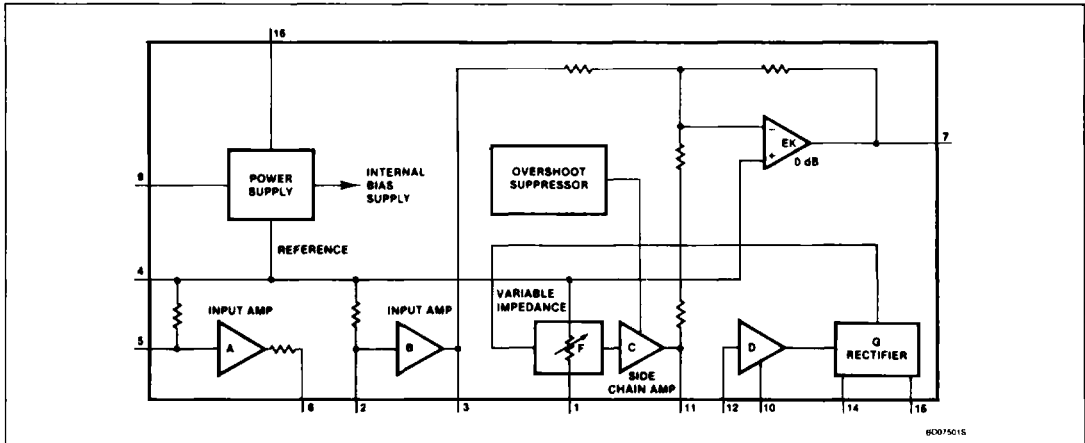 16
7
EK
0 dB
OVERSHOOT
SUPPRESSOR
9
POWER
SUPPLY
INTERNAL
BIAS
SUPPLY
REFERENCE
4
VARIABLE
IMPEDANCE
INPUT AMP
INPUT AMP
5
A
B
F
C
D
G
RECTIFIER
SIDE
CHAIN AMP
6
2
3
1
11
12
10
14
15
BD07501S